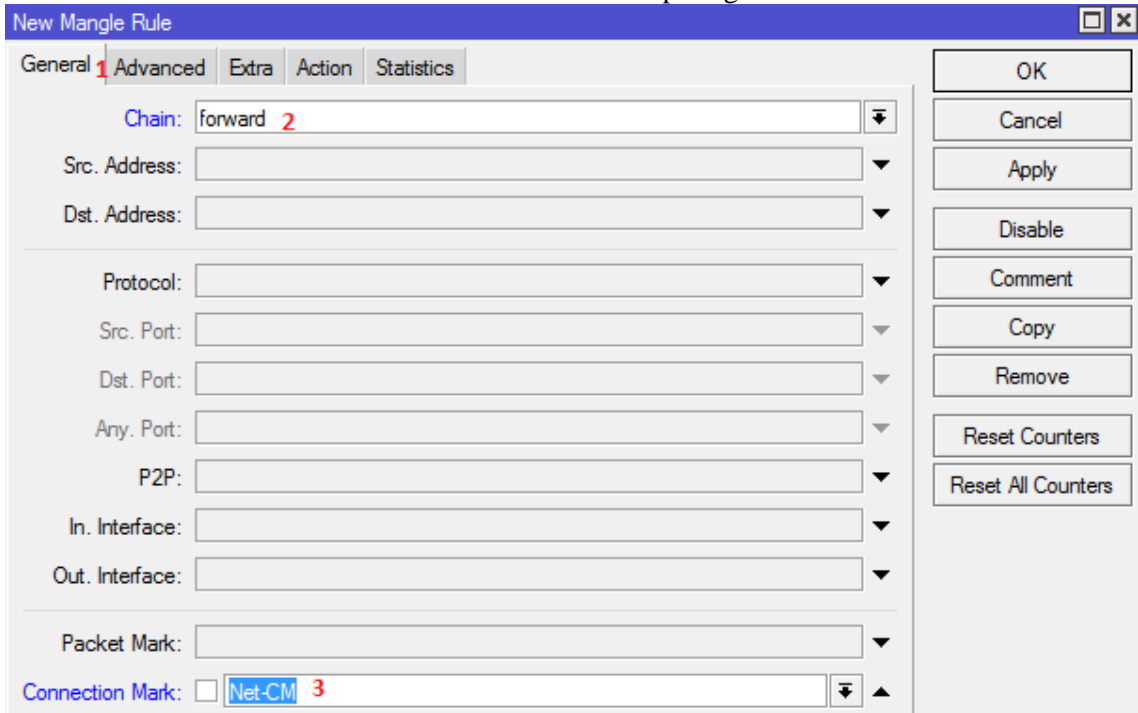 New Mangle Rule
General 1 Advanced Extra Action Statistics
OK
Chain: forward 2
Cancel
Src. Address:
Apply
Dst. Address:
Disable
Protocol:
Comment
Src. Port:
Copy
Dst. Port:
Remove
Any. Port:
Reset Counters
P2P:
Reset All Counters
In. Interface:
Out. Interface:
Packet Mark:
Connection Mark: Net-CM 3